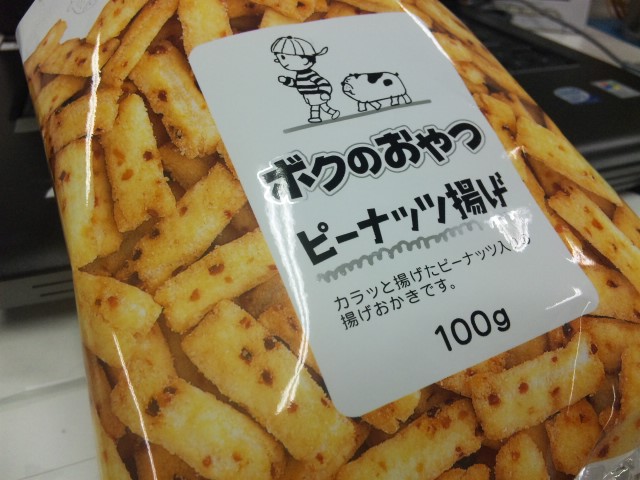 ボクのおやつ
ピーナッツ揚げ
カラッと揚げたピーナッツ入りの
揚げおかきです。
100g